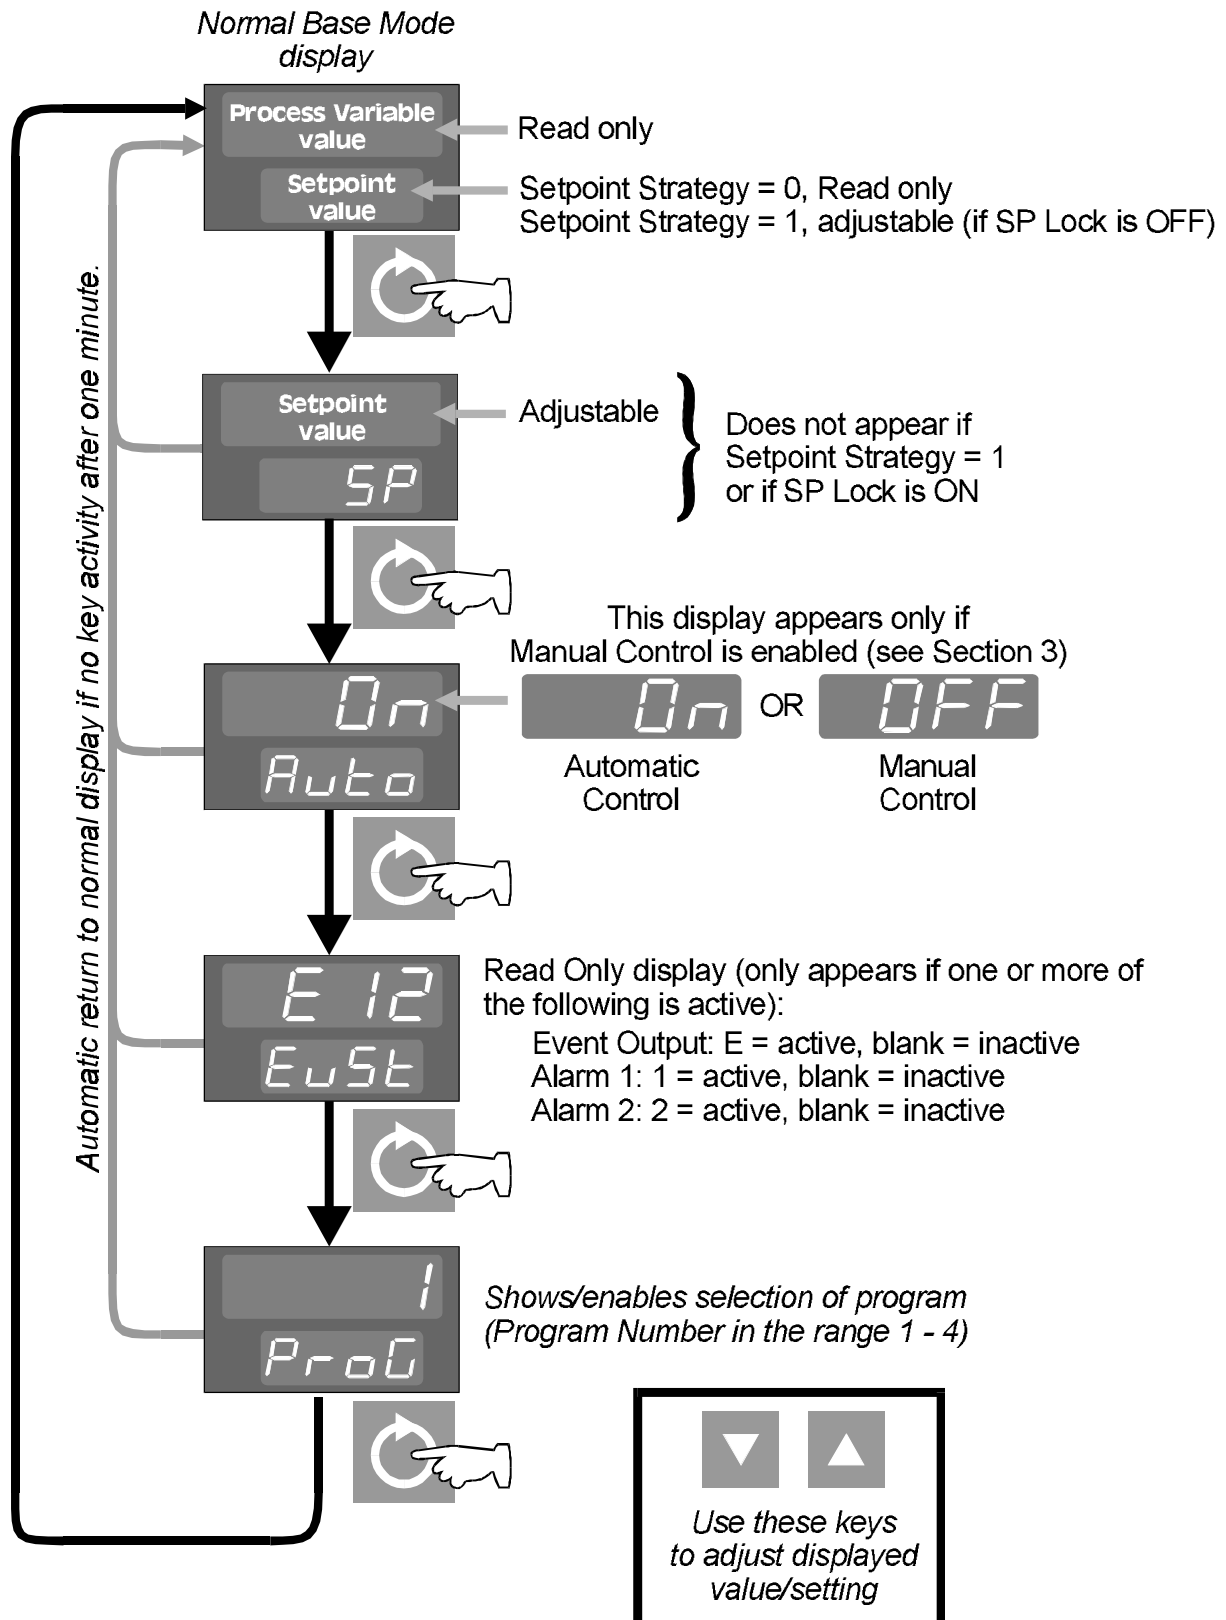 Normal Base Mode
display
Process Variable
value
Read only
Setpoint
value
Setpoint Strategy = 0, Read only
Setpoint Strategy = 1, adjustable (if SP Lock is OFF)
Automatic return to normal display if no key activity after one minute.
Setpoint
value
SP
Adjustable
Does not appear if
Setpoint Strategy = 1
or if SP Lock is ON
This display appears only if
Manual Control is enabled (see Section 3)
On
Auto
On OR OFF
Automatic
Control
Manual
Control
E 12
EvSt
Read Only display (only appears if one or more of
the following is active):
Event Output: E = active, blank = inactive
Alarm 1: 1 = active, blank = inactive
Alarm 2: 2 = active, blank = inactive
1
ProG
Shows/enables selection of program
(Program Number in the range 1 - 4)
Use these keys
to adjust displayed
value/setting